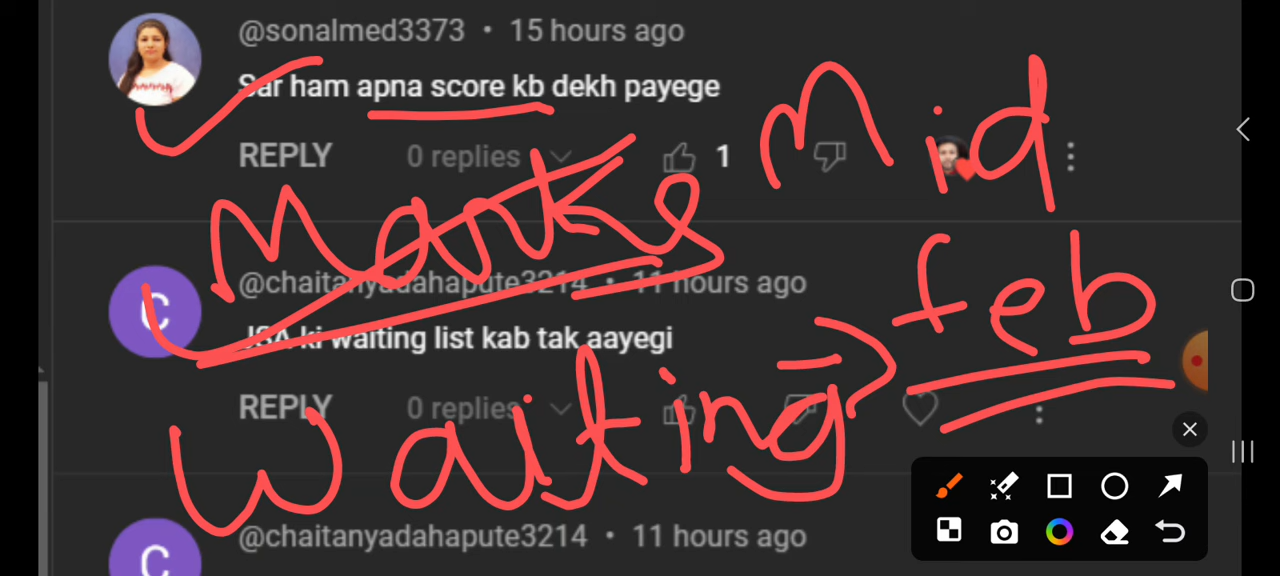 @sonalmed3373 • 15 hours ago
Sar ham apna score kb dekh payege
REPLY 0 replies 1
Mid
Marks
@chaitanyadahapute3214 • 11 hours ago
feb
JSA ki waiting list kab tak aayegi
REPLY 0 replies
Waiting
@chaitanyadahapute3214 • 11 hours ago
C
C